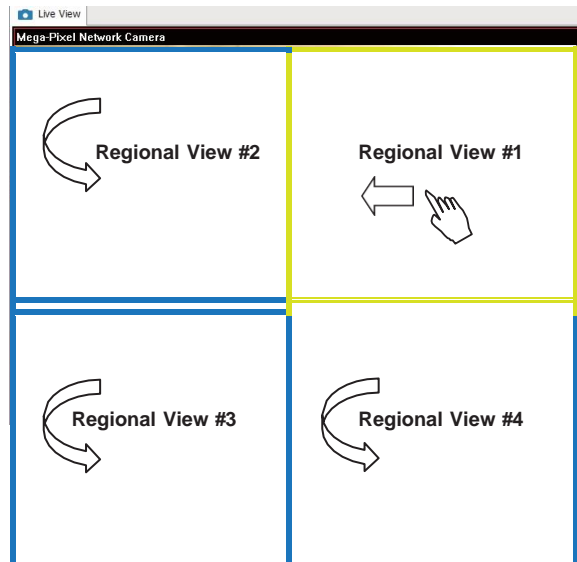 Live View
Mega-Pixel Network Camera
Regional View #2
Regional View #1
Regional View #3
Regional View #4